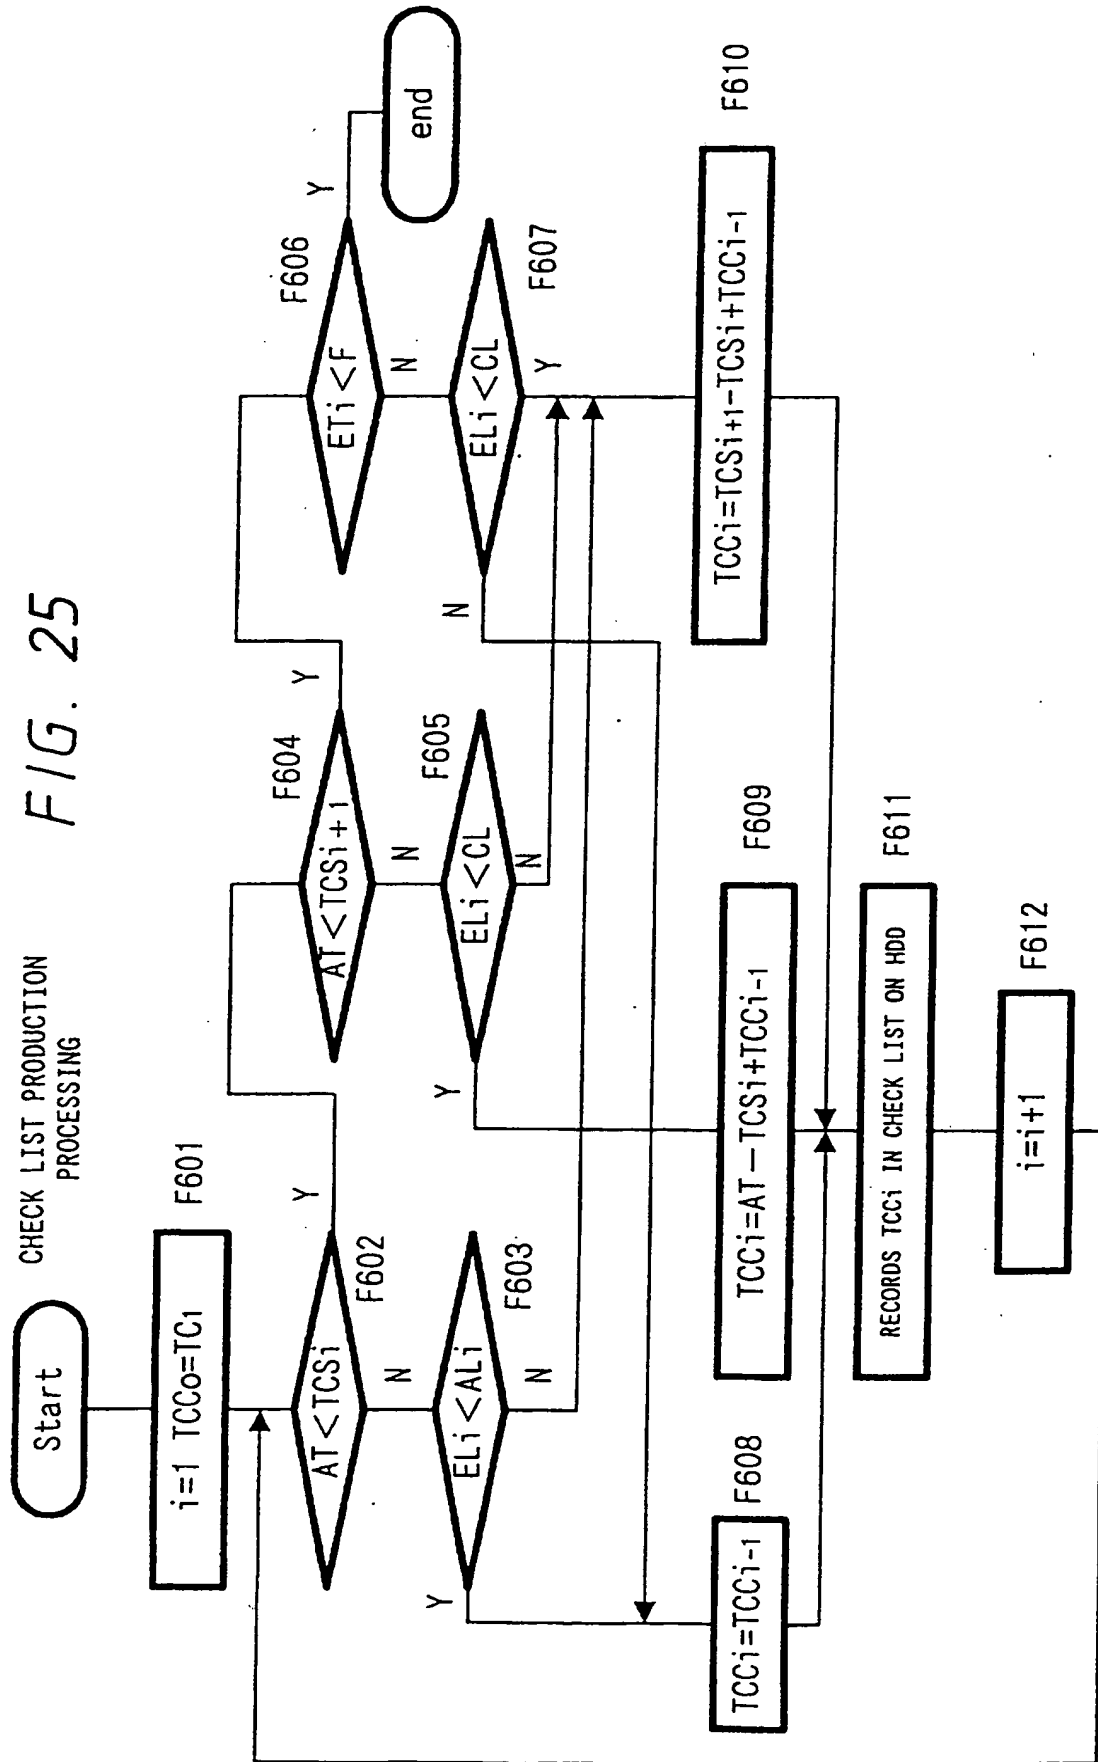 FIG. 25
CHECK LIST PRODUCTION
PROCESSING
Start
i=1 TCCo=TC1
F601
AT<TCSi
F602
Y
N
ELi<ALi
F603
Y
N
AT<TCSi+1
F604
Y
N
ELi<CL
F605
Y
N
ETi<F
F606
Y
N
end
ELi<CL
F607
N
Y
TCCi=TCCi-1
F608
TCCi=AT-TCSi+TCCi-1
F609
TCCi=TCSi+1-TCSi+TCCi-1
F610
RECORDS TCCi IN CHECK LIST ON HDD
F611
i=i+1
F612